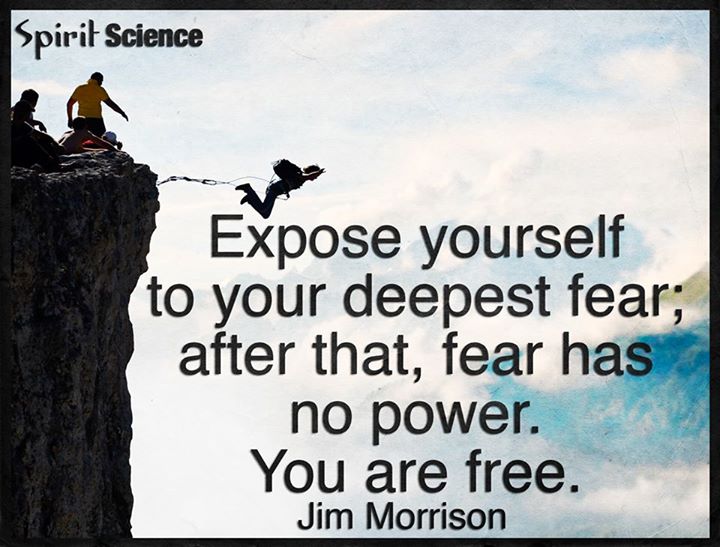 Spirit Science
Expose yourself
to your deepest fear;
after that, fear has
no power.
You are free.
Jim Morrison